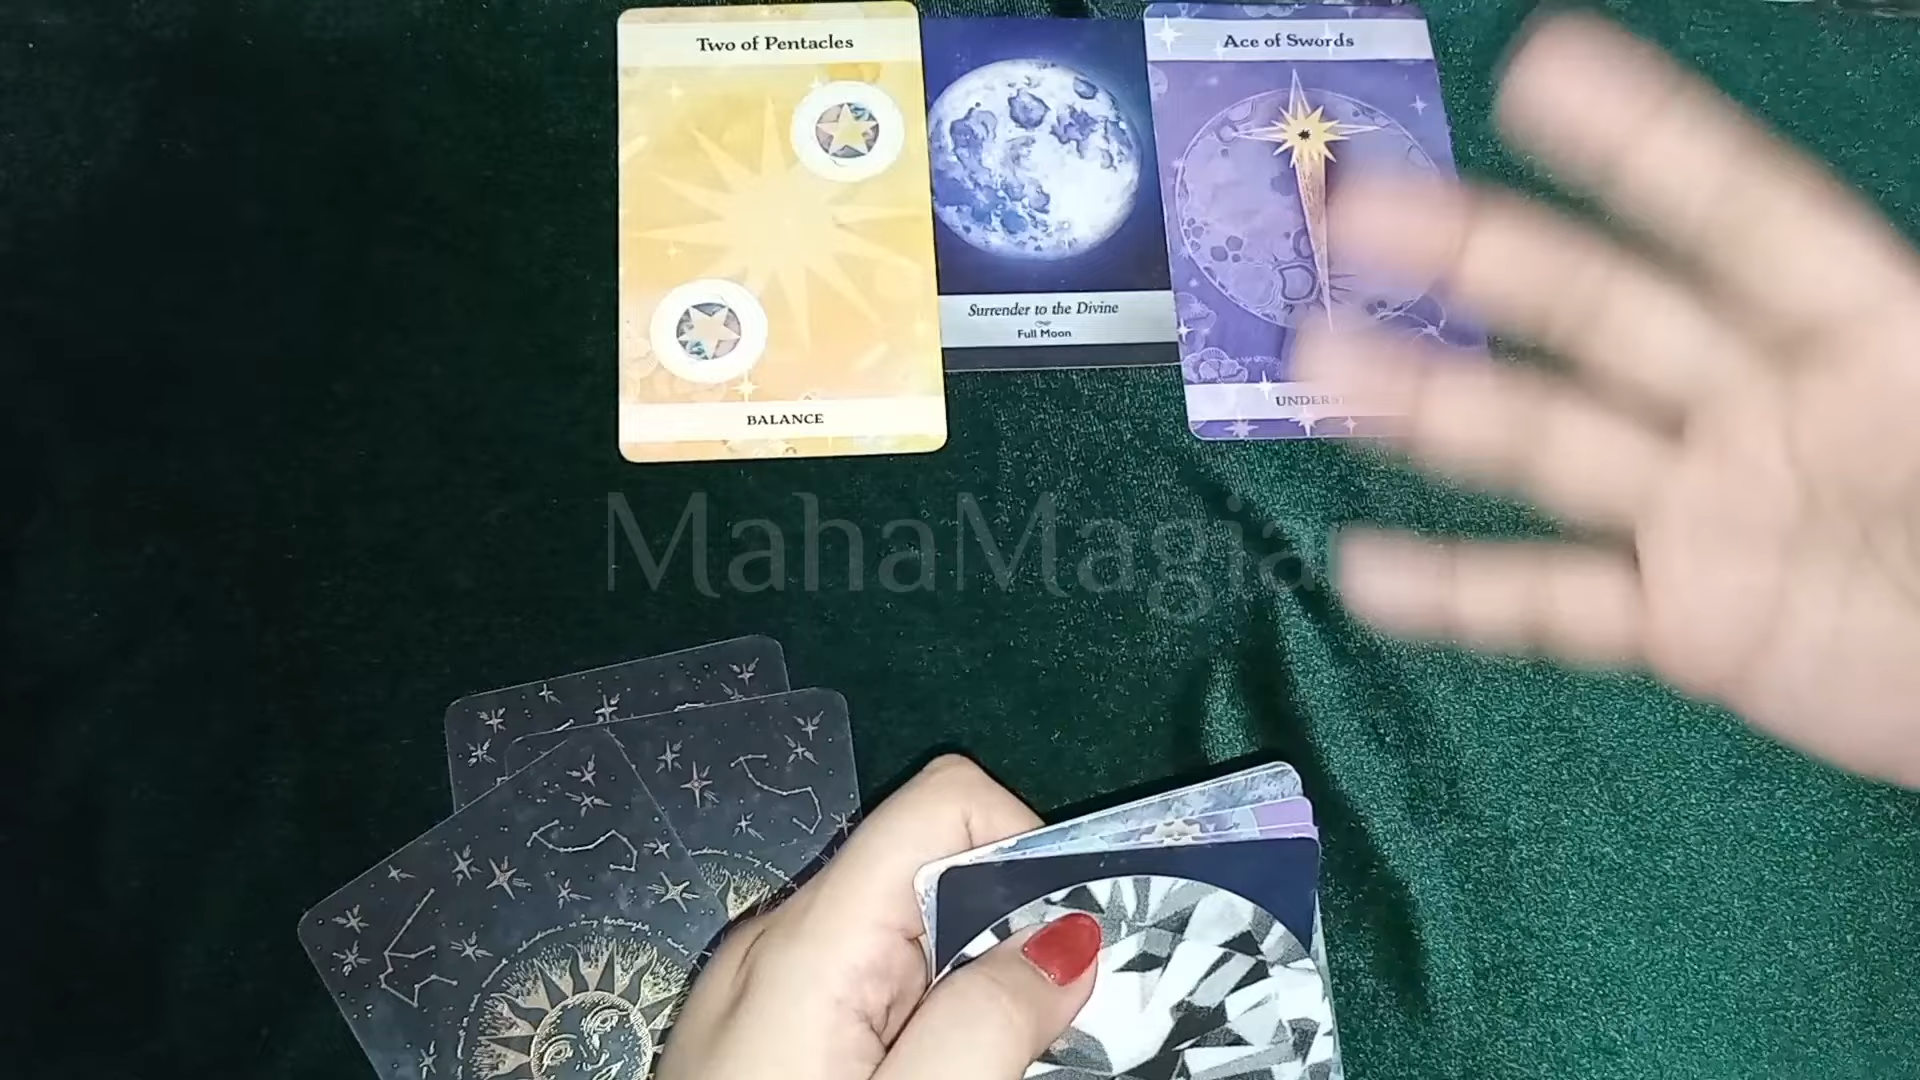 Two of Pentacles
BALANCE
Surrender to the Divine
Full Moon
Ace of Swords
MahaMagia